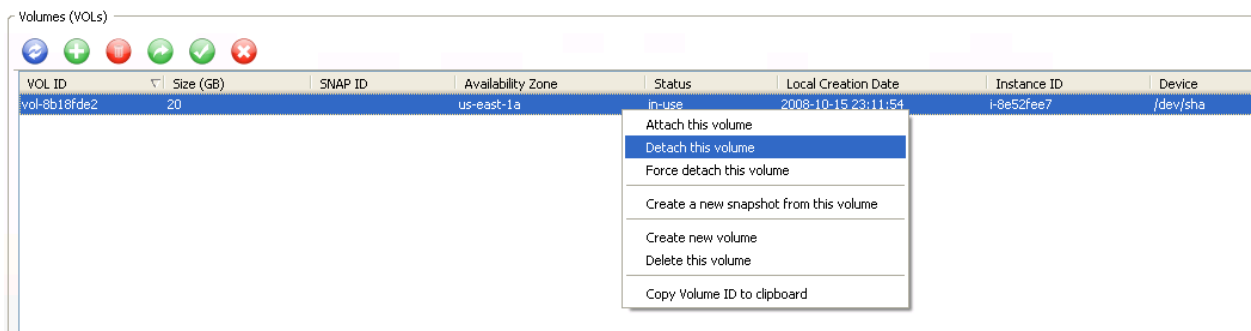 Volumes (VOLs)
VOL ID Size (GB) SNAP ID Availability Zone Status Local Creation Date Instance ID Device
vol-8b18fde2 20 us-east-1a in-use 2008-10-15 23:11:54 i-8e52fee7 /dev/sha
Attach this volume
Detach this volume
Force detach this volume
Create a new snapshot from this volume
Create new volume
Delete this volume
Copy Volume ID to clipboard